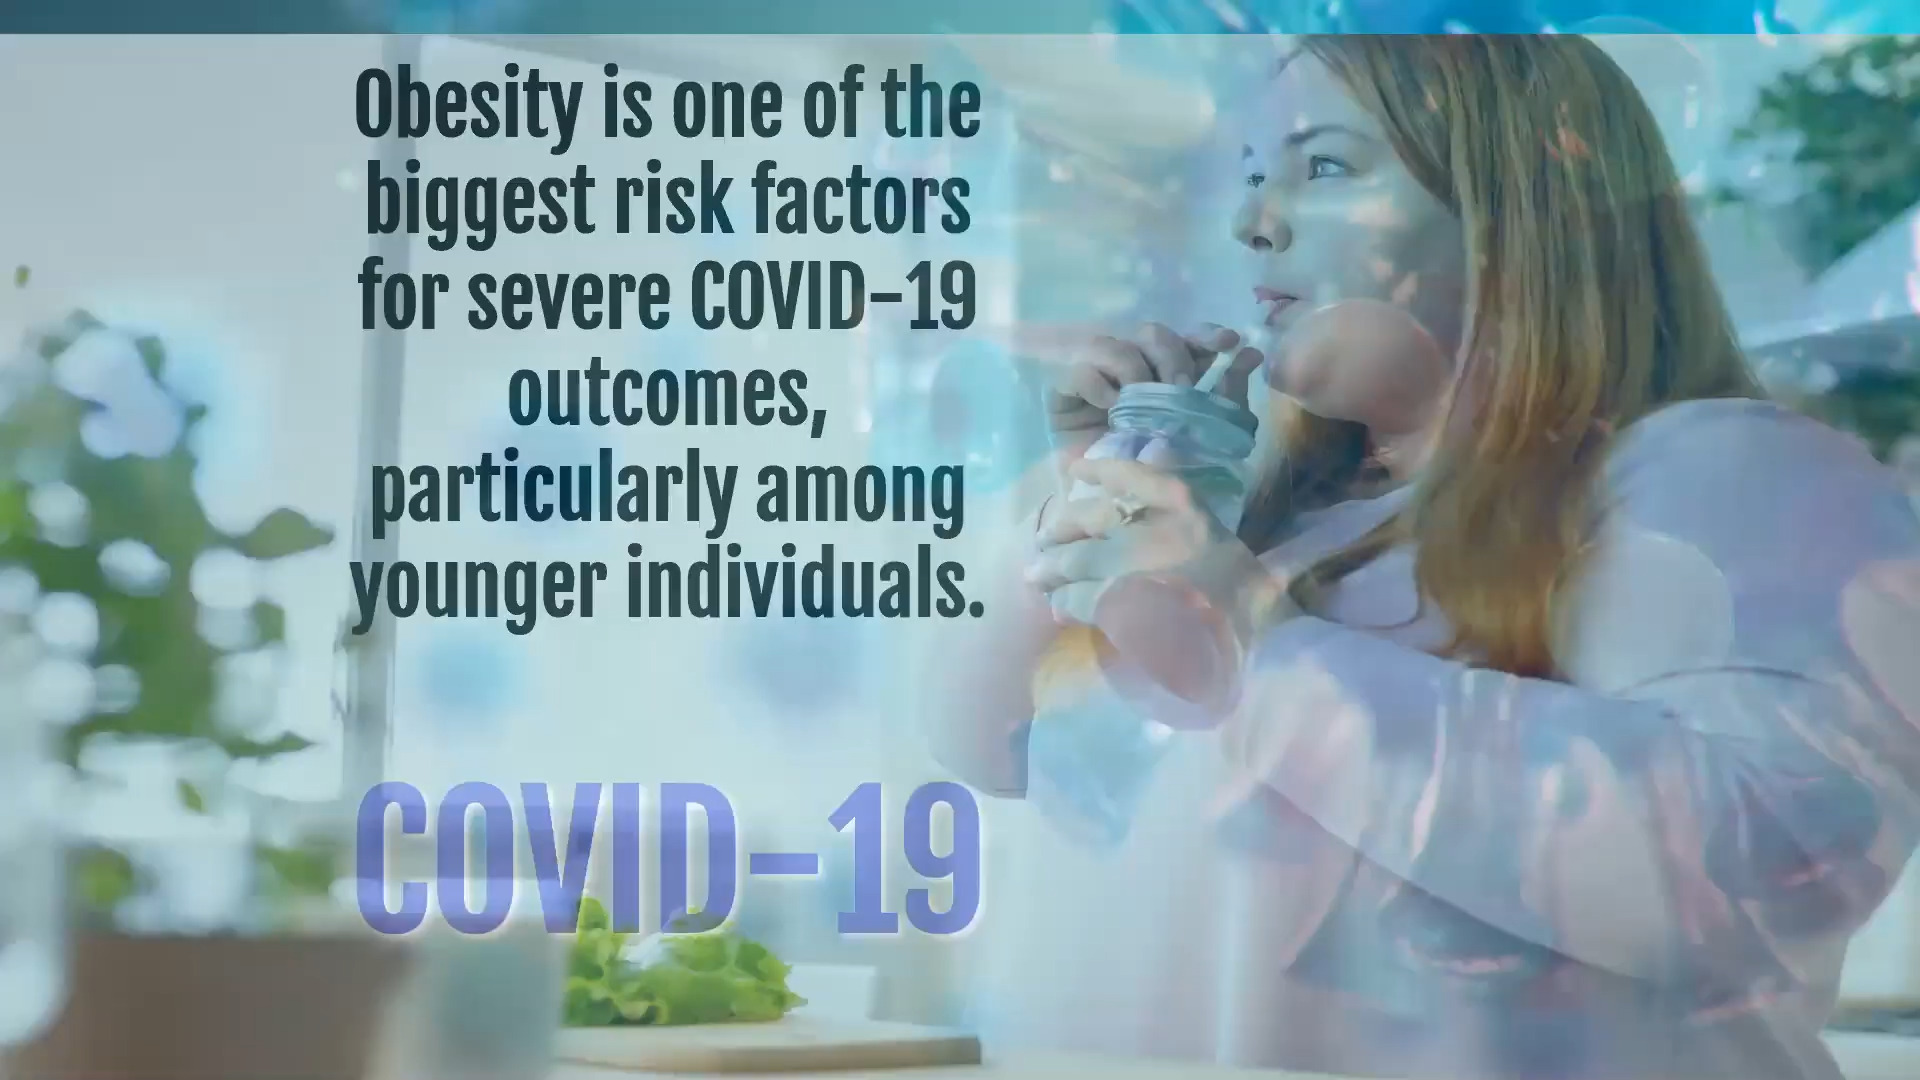 Obesity is one of the
biggest risk factors
for severe COVID-19
outcomes,
particularly among
younger individuals.
COVID-19